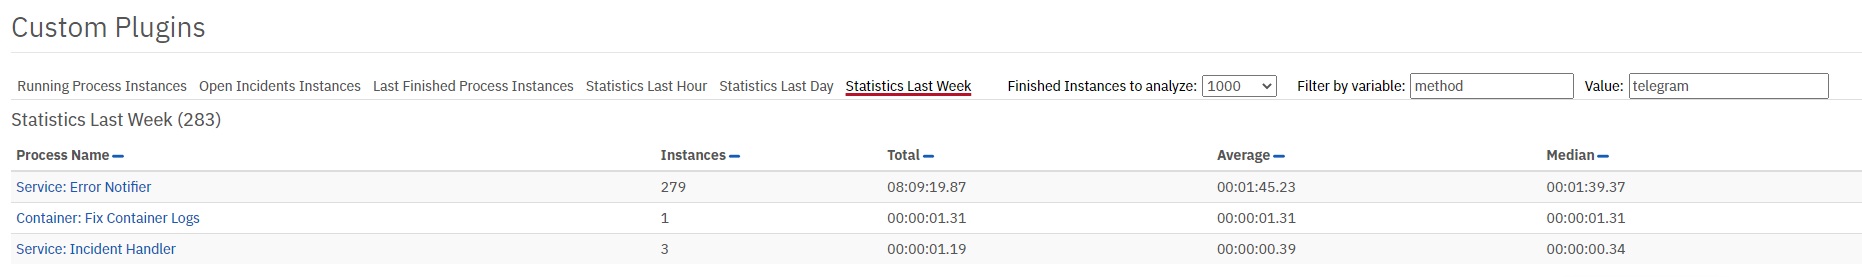 Custom Plugins
Running Process Instances Open Incidents Instances Last Finished Process Instances Statistics Last Hour Statistics Last Day Statistics Last Week Finished Instances to analyze: 1000 Filter by variable: method Value: telegram
Statistics Last Week (283)
Process Name Instances Total Average Median
Service: Error Notifier 279 08:09:19.87 00:01:45.23 00:01:39.37
Container: Fix Container Logs 1 00:00:01.31 00:00:01.31 00:00:01.31
Service: Incident Handler 3 00:00:01.19 00:00:00.39 00:00:00.34